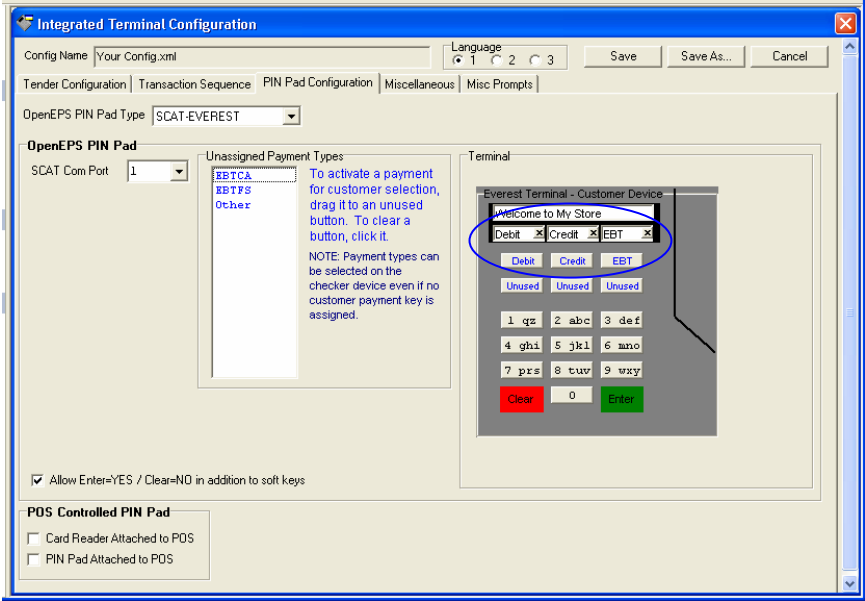 Integrated Terminal Configuration
Config Name Your Config.xml
Language
1 2 3
Save Save As... Cancel
Tender Configuration Transaction Sequence PIN Pad Configuration Miscellaneous Misc Prompts
OpenEPS PIN Pad Type SCAT-EVEREST
OpenEPS PIN Pad
SCAT Com Port 1
Unassigned Payment Types
EBTCA
EBTFS
Other
To activate a payment
for customer selection,
drag it to an unused
button. To clear a
button, click it.
NOTE: Payment types can
be selected on the
checker device even if no
customer payment key is
assigned.
Terminal
Everest Terminal - Customer Device
Welcome to My Store
Debit x Credit x EBT x
Debit Credit EBT
Unused Unused Unused
1 qz 2 abc 3 def
4 ghi 5 jkl 6 mno
7 prs 8 tuv 9 wxy
Clear 0 Enter
Allow Enter=YES / Clear=NO in addition to soft keys
POS Controlled PIN Pad
Card Reader Attached to POS
PIN Pad Attached to POS